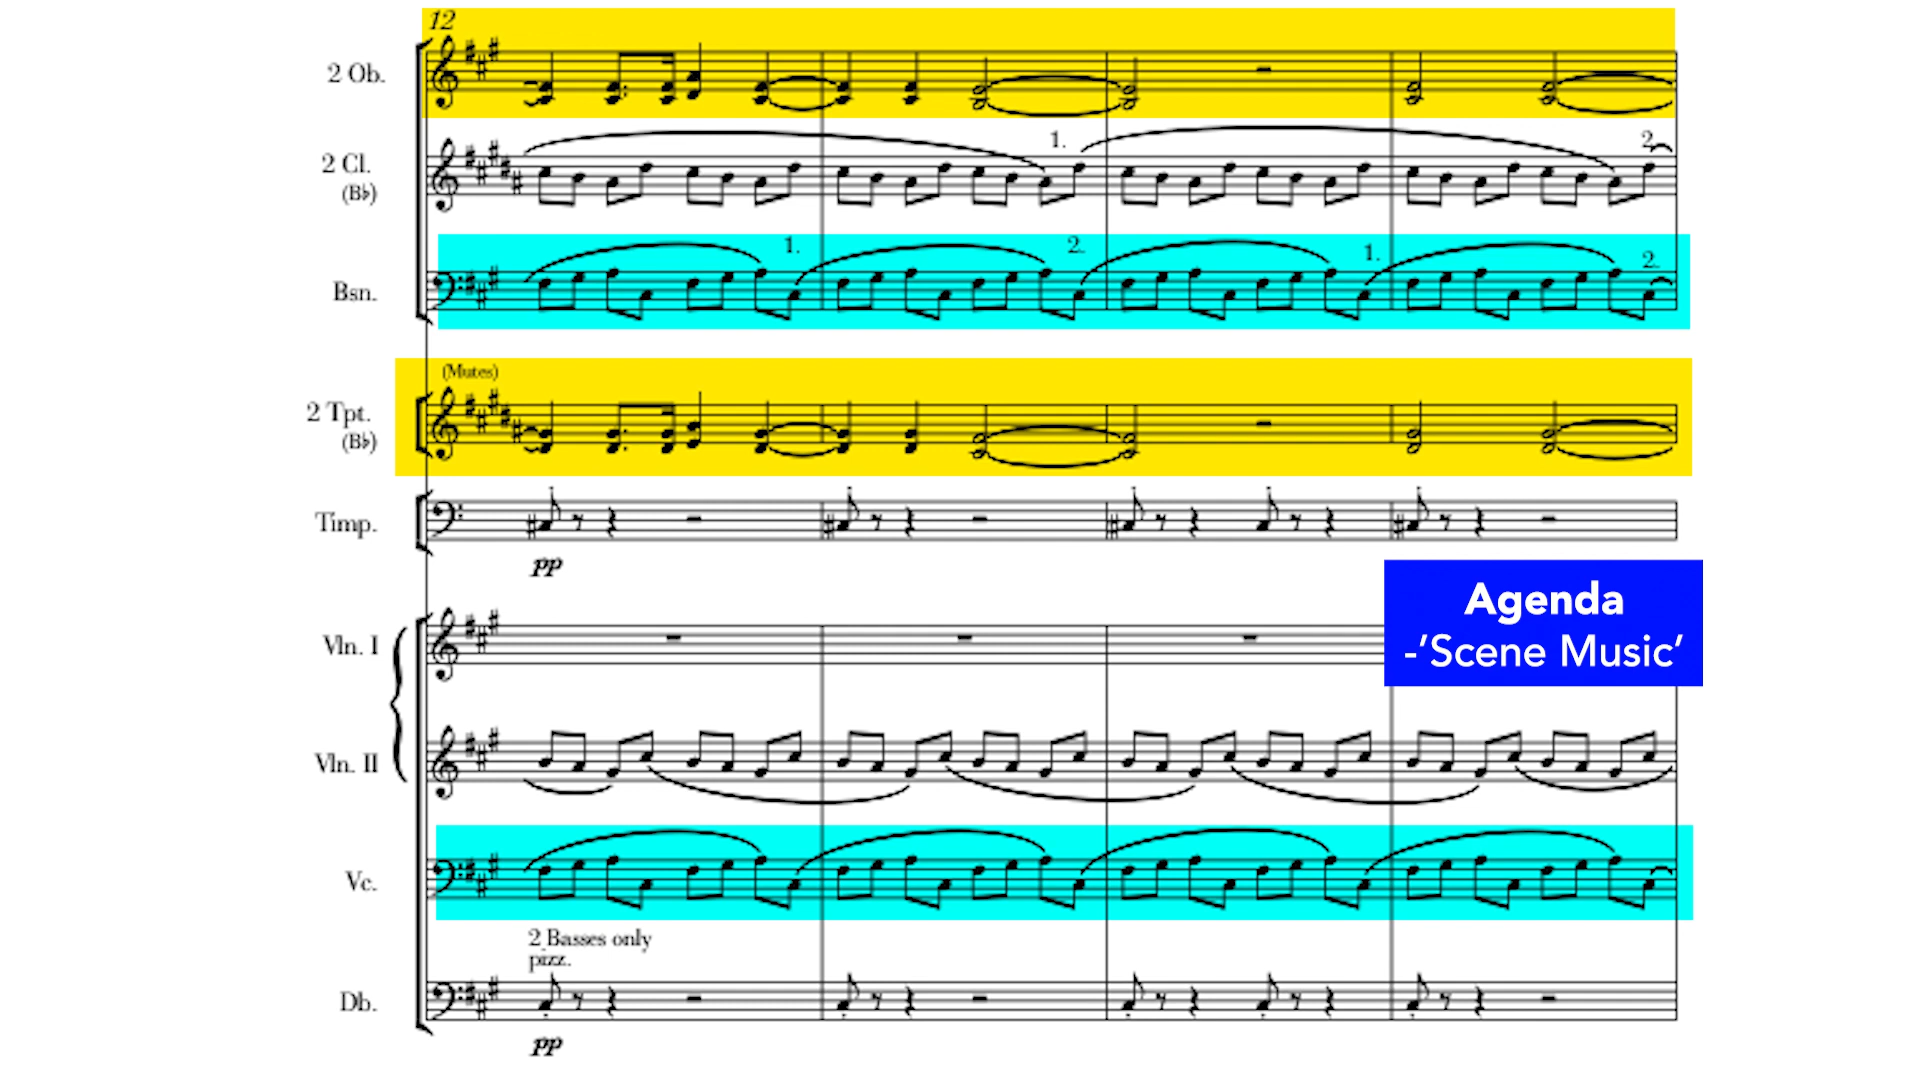 12
2 Ob.
2 Cl.
(B♭)
1.
2.
Bsn.
1.
2.
1.
2.
(Mutes)
2 Tpt.
(B♭)
Timp.
pp
Agenda
-‘Scene Music’
Vln. I
Vln. II
Vc.
2 Basses only
pizz.
Db.
pp